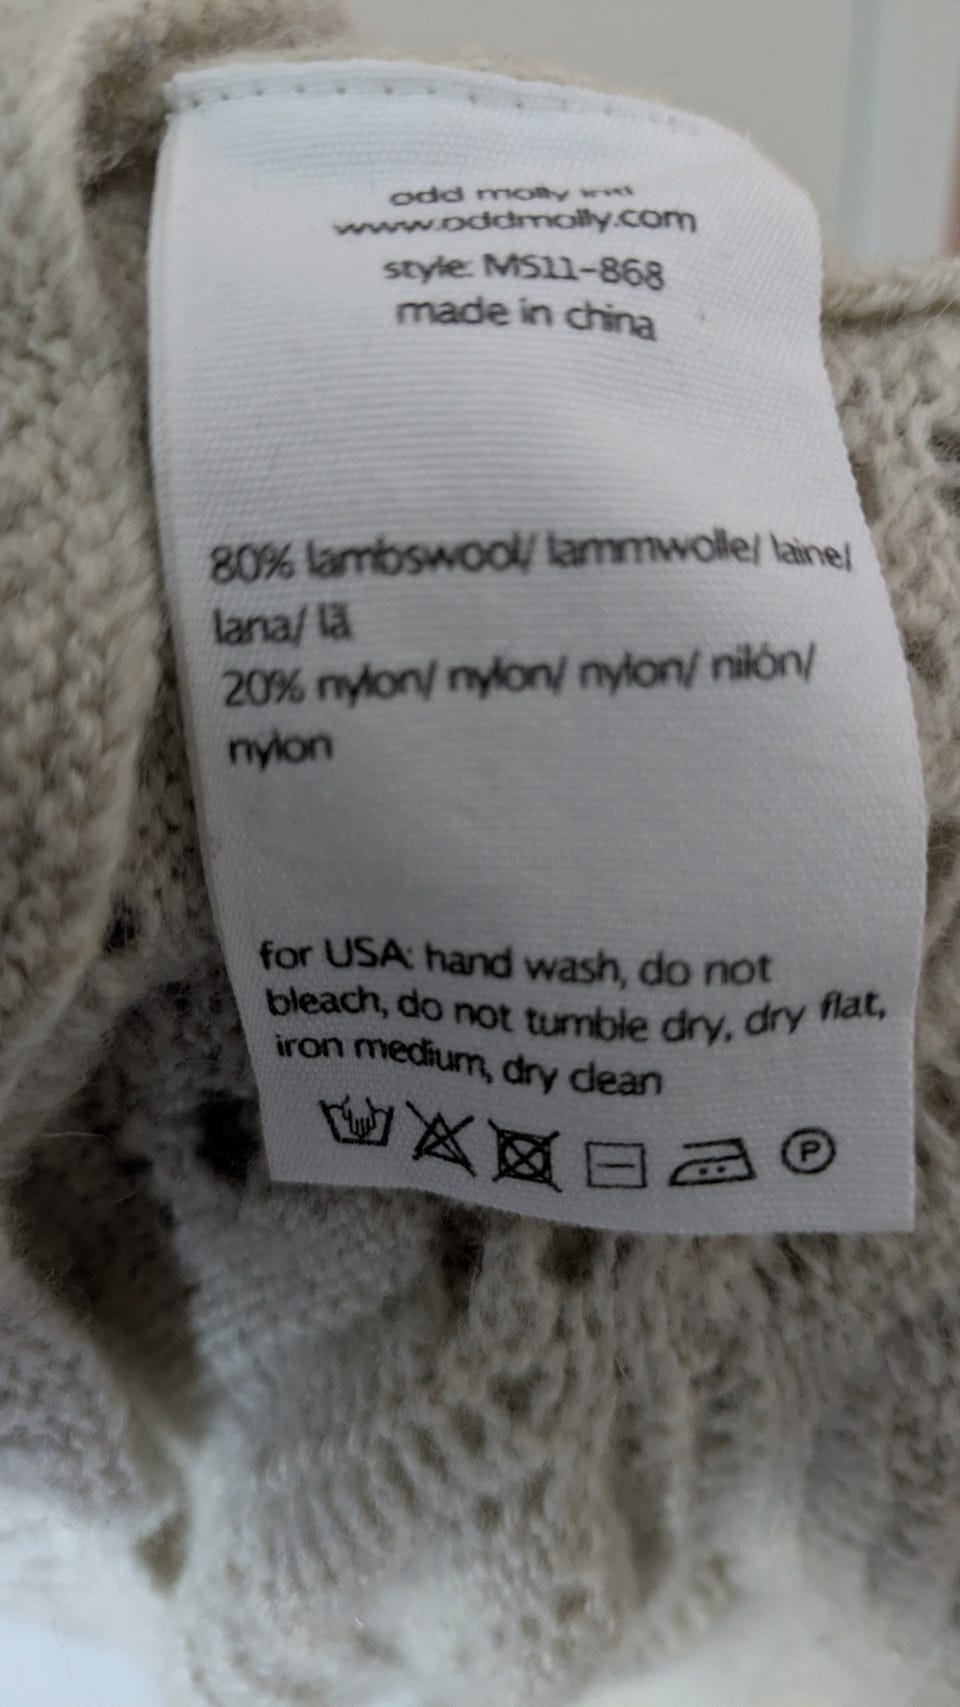 odd molly intl
www.oddmolly.com
style: MS11-868
made in china
80% lambswool/ lammwolle/ laine/
lana/ lã
20% nylon/ nylon/ nylon/ nilón/
nylon
for USA: hand wash, do not
bleach, do not tumble dry, dry flat,
iron medium, dry clean
P